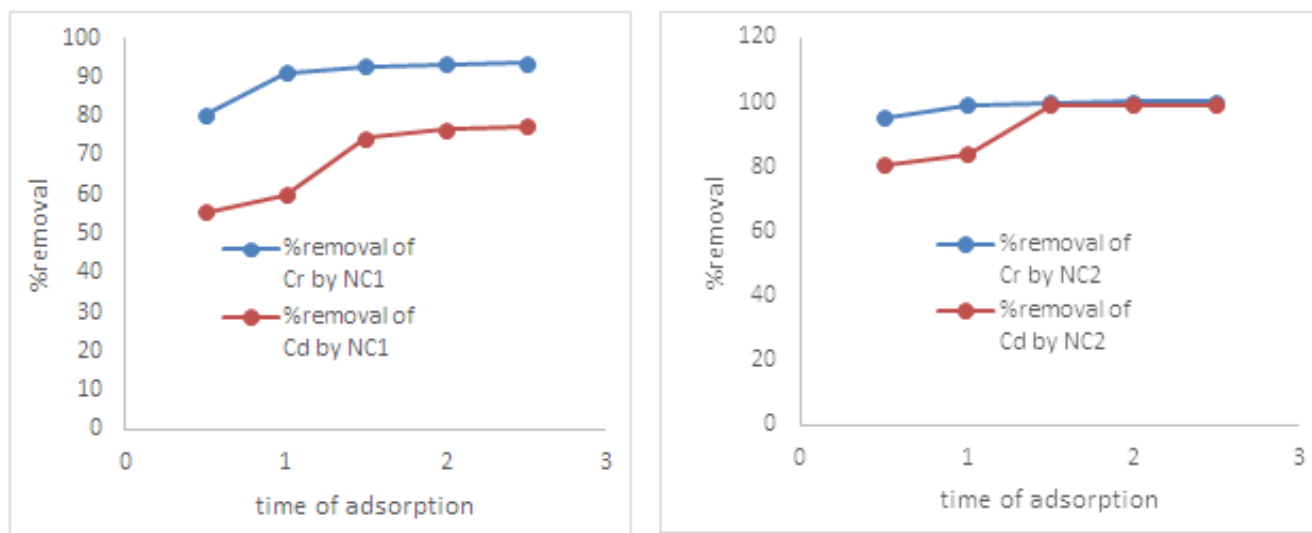 100
90
80
70
60
50
40
30
20
10
0
%removal
0 1 2 3
time of adsorption
%removal of
Cr by NC1
%removal of
Cd by NC1
120
100
80
60
40
20
0
%removal
0 1 2 3
time of adsorption
%removal of
Cr by NC2
%removal of
Cd by NC2